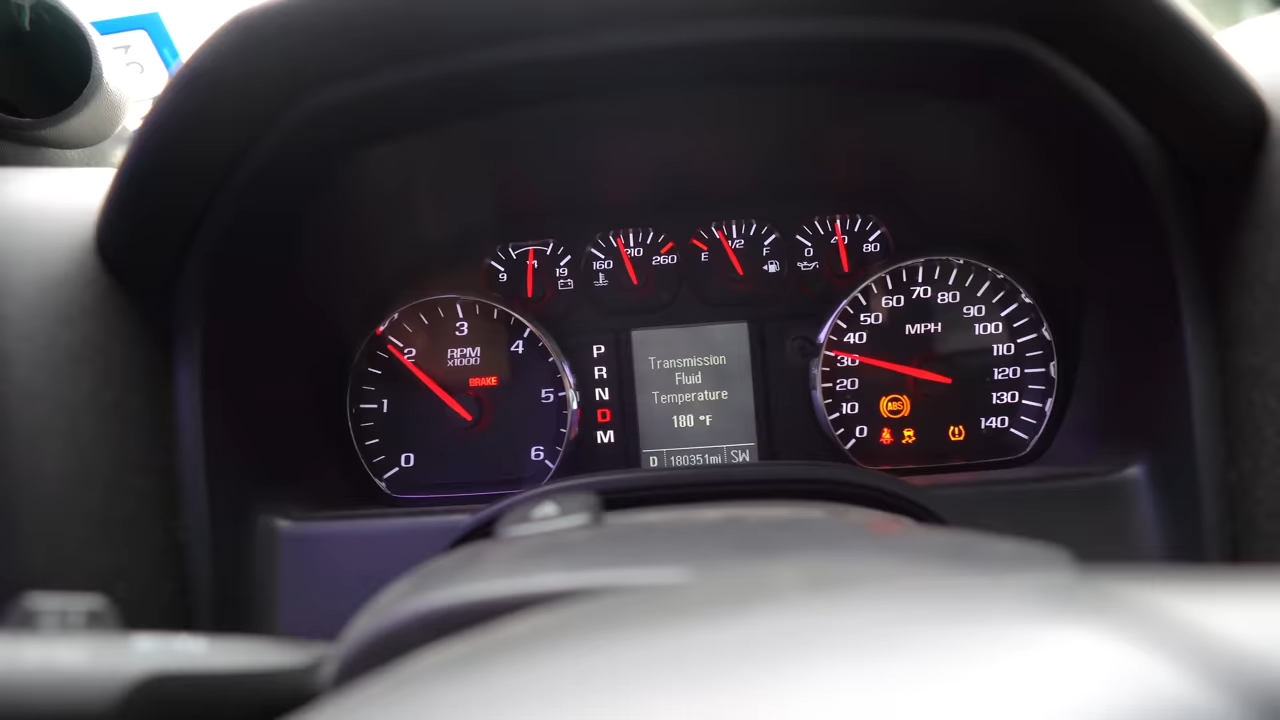 9 14 19
160 210 260
E 1/2 F
0 40 80
0 1 2 3 4 5 6
RPM
x1000
BRAKE
P
R
N
D
M
Transmission
Fluid
Temperature
180 °F
D 180351mi SW
0 10 20 30 40 50 60 70 80 90 100 110 120 130 140
MPH
ABS